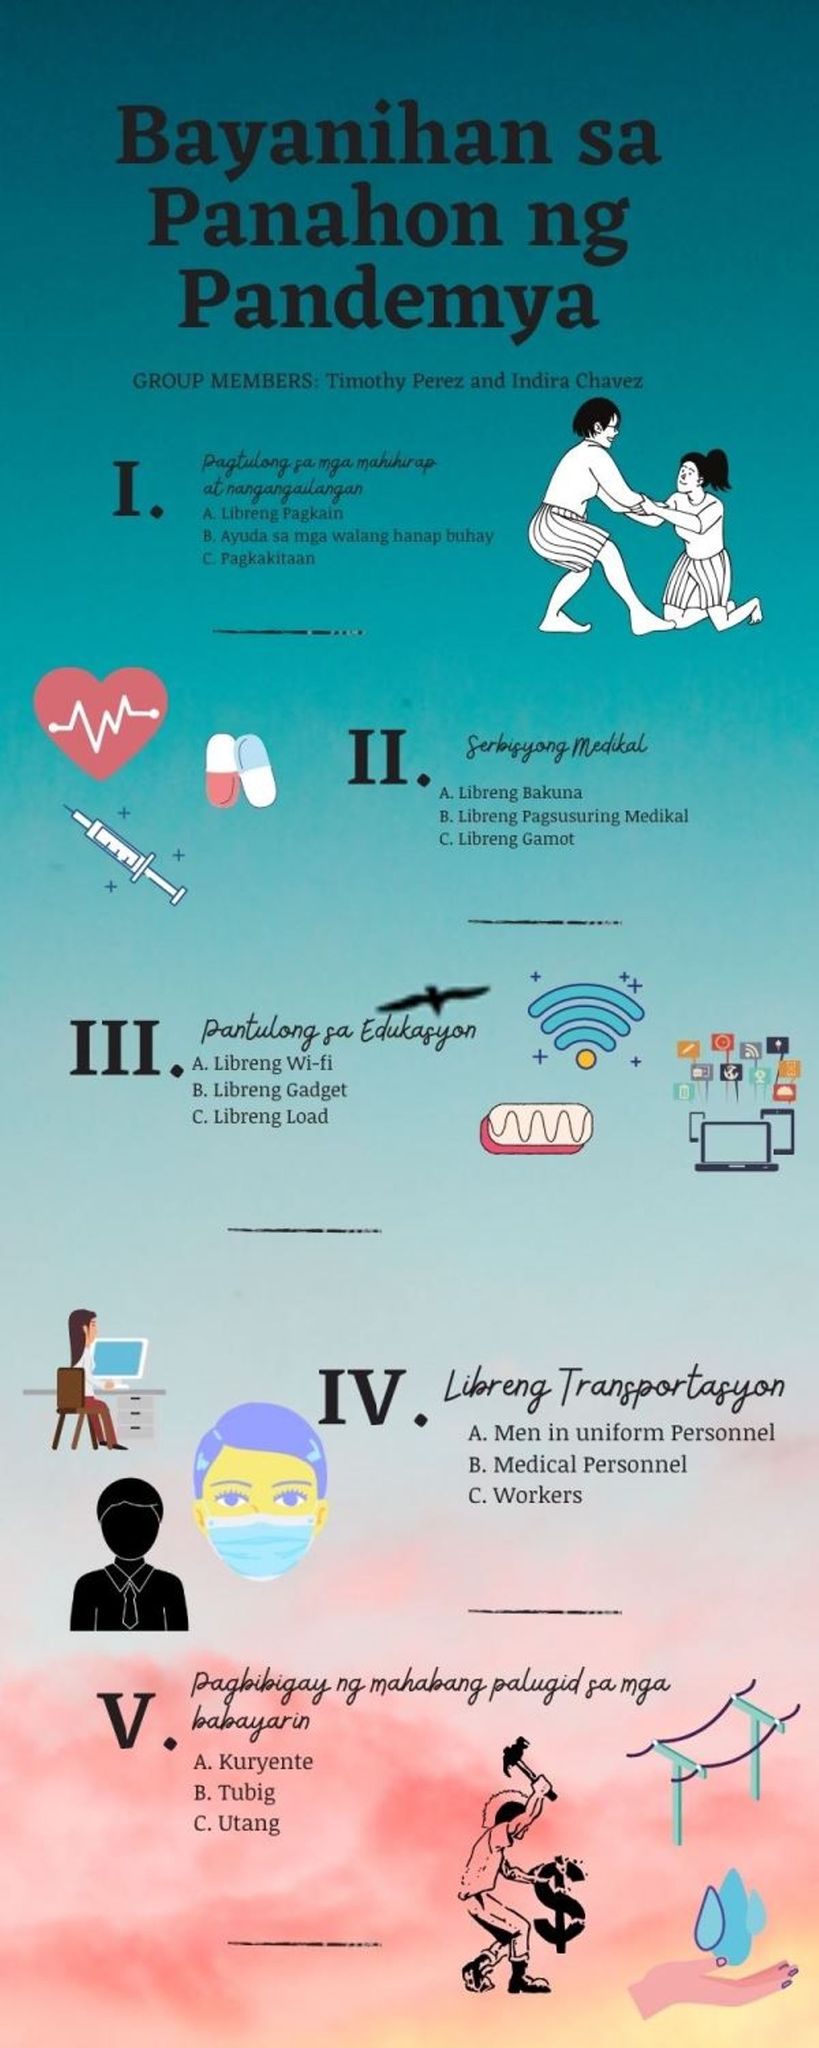 Bayanihan sa
Panahon ng
Pandemya
GROUP MEMBERS: Timothy Perez and Indira Chavez
I.
Pagtulong sa mga mahihirap
at nangangailangan
A. Libreng Pagkain
B. Ayuda sa mga walang hanap buhay
C. Pagkakitaan
II.
Serbisyong Medikal
A. Libreng Bakuna
B. Libreng Pagsusuring Medikal
C. Libreng Gamot
III.
Pantulong sa Edukasyon
A. Libreng Wi-fi
B. Libreng Gadget
C. Libreng Load
IV.
Libreng Transportasyon
A. Men in uniform Personnel
B. Medical Personnel
C. Workers
V.
Pagbibigay ng mahabang palugid sa mga
babayarin
A. Kuryente
B. Tubig
C. Utang